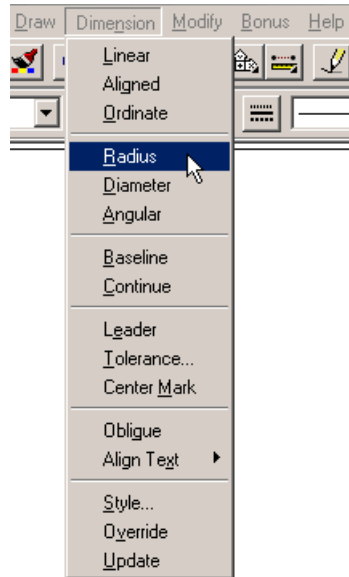 Draw Dimension Modify Bonus Help
Linear
Aligned
Ordinate
Radius
Diameter
Angular
Baseline
Continue
Leader
Tolerance...
Center Mark
Obligue
Align Text
Style...
Override
Update